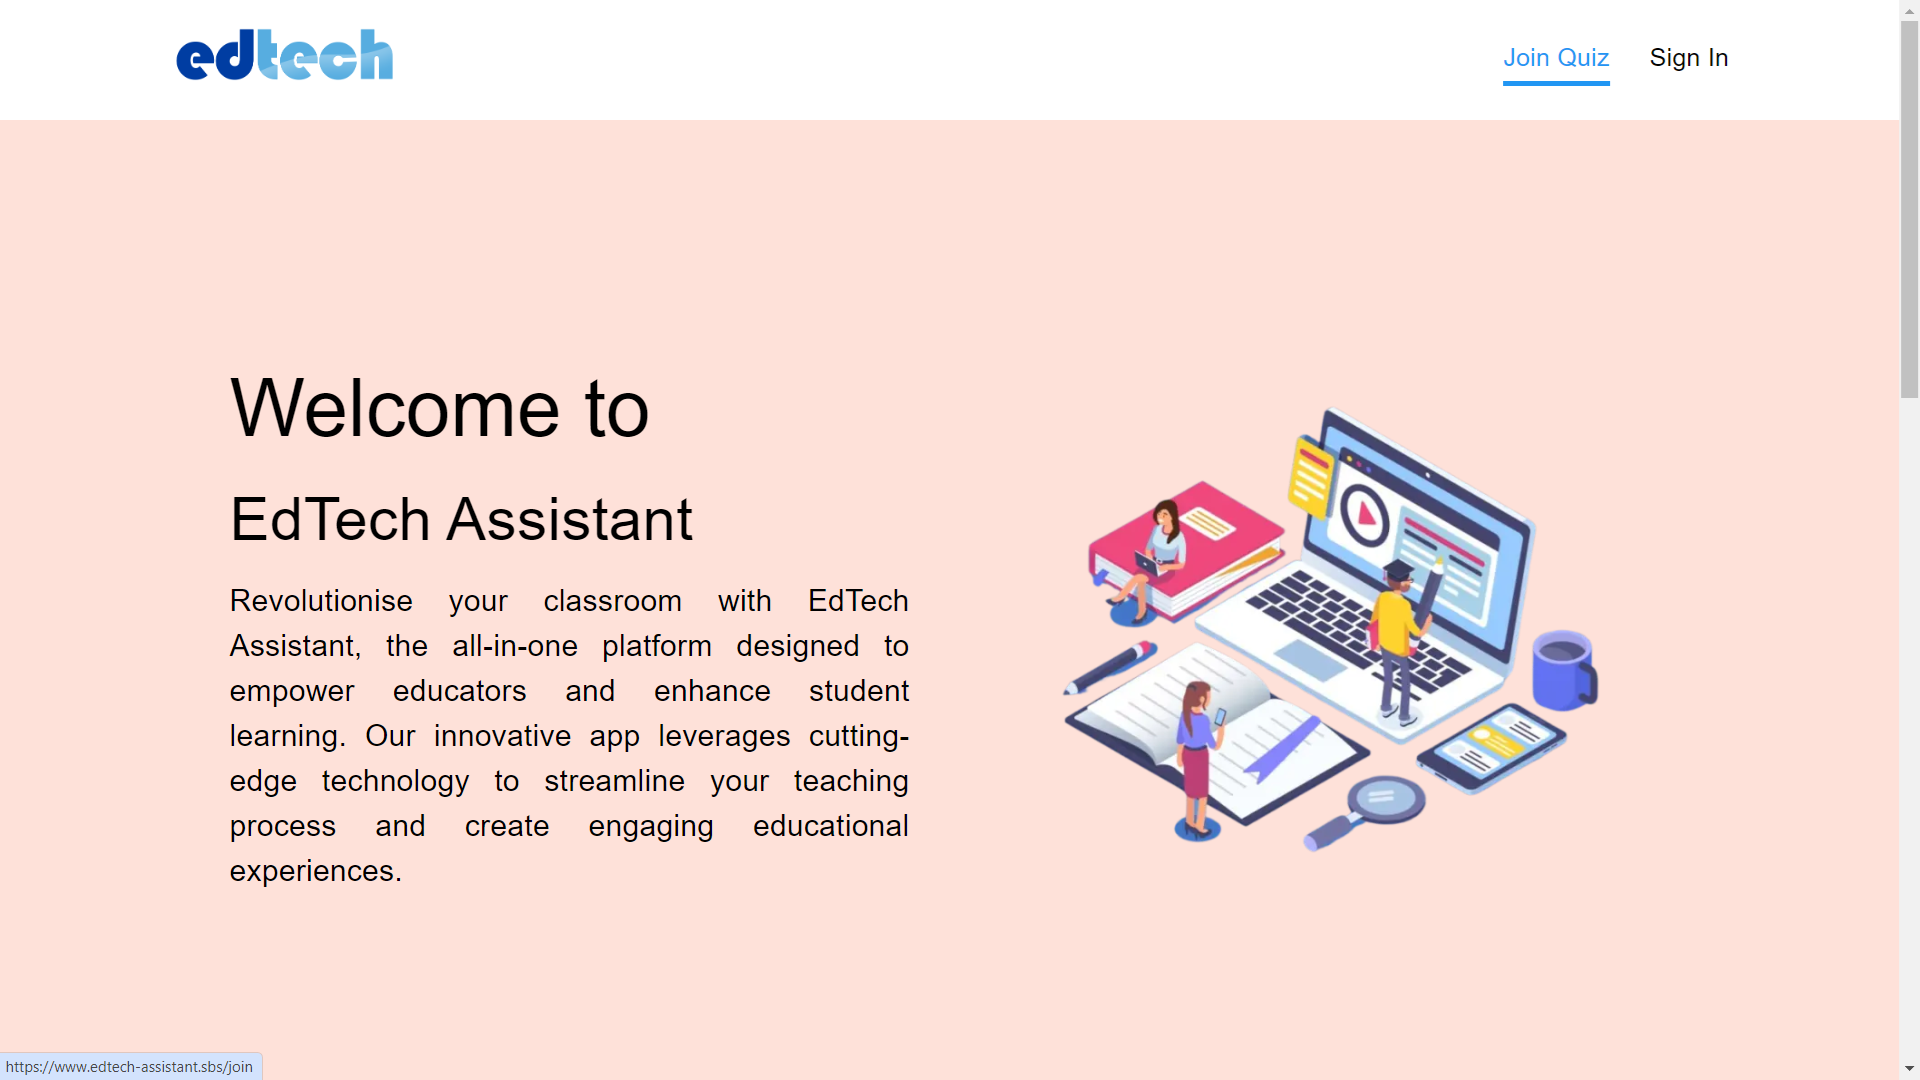 edtech
Join Quiz
Sign In
Welcome to
EdTech Assistant
Revolutionise your classroom with EdTech
Assistant, the all-in-one platform designed to
empower educators and enhance student
learning. Our innovative app leverages cutting-
edge technology to streamline your teaching
process and create engaging educational
experiences.
https://www.edtech-assistant.sbs/join